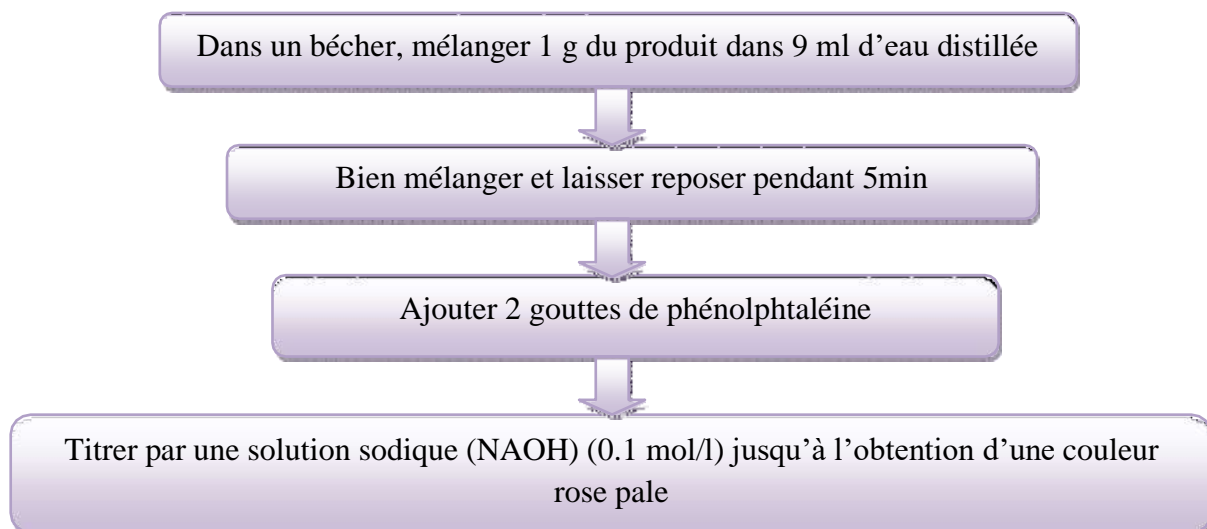 Dans un bécher, mélanger 1 g du produit dans 9 ml d’eau distillée
Bien mélanger et laisser reposer pendant 5min
Ajouter 2 gouttes de phénolphtaléine
Titrer par une solution sodique (NAOH) (0.1 mol/l) jusqu’à l’obtention d’une couleur
rose pale